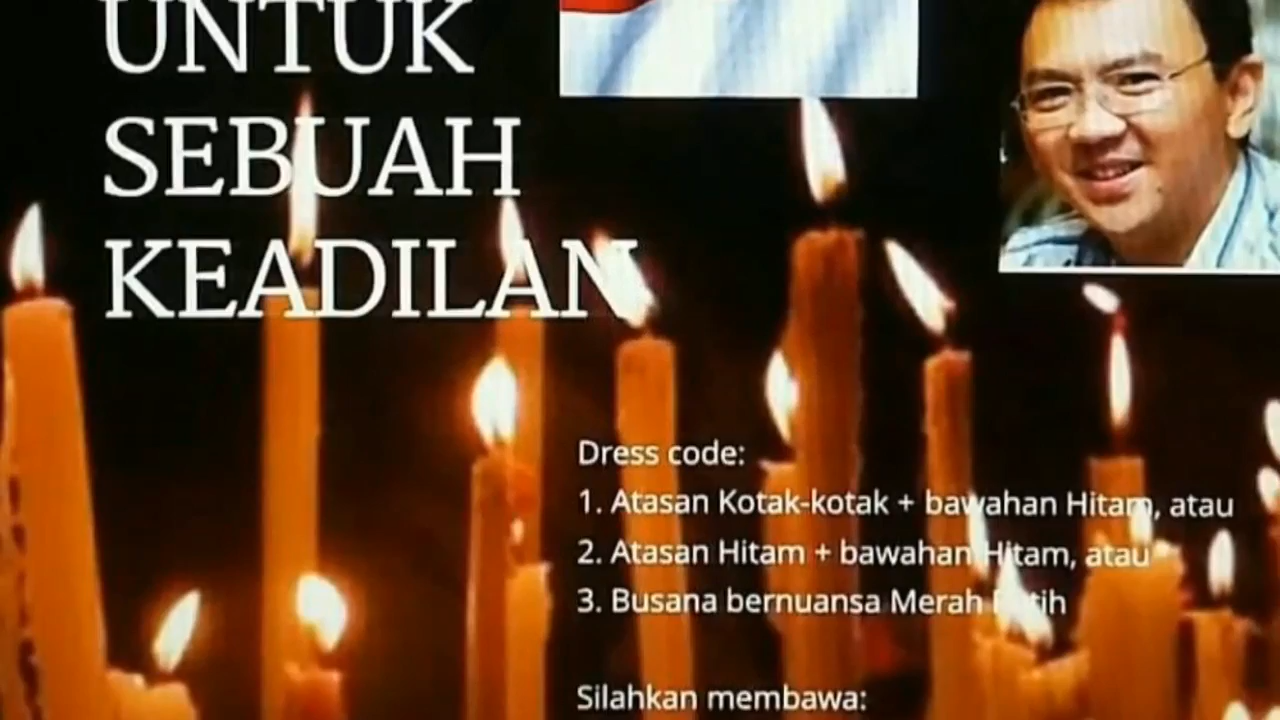 UNTUK
SEBUAH
KEADILAN
Dress code:
1. Atasan Kotak-kotak + bawahan Hitam, atau
2. Atasan Hitam + bawahan Hitam, atau
3. Busana bernuansa Merah Putih
Silahkan membawa: